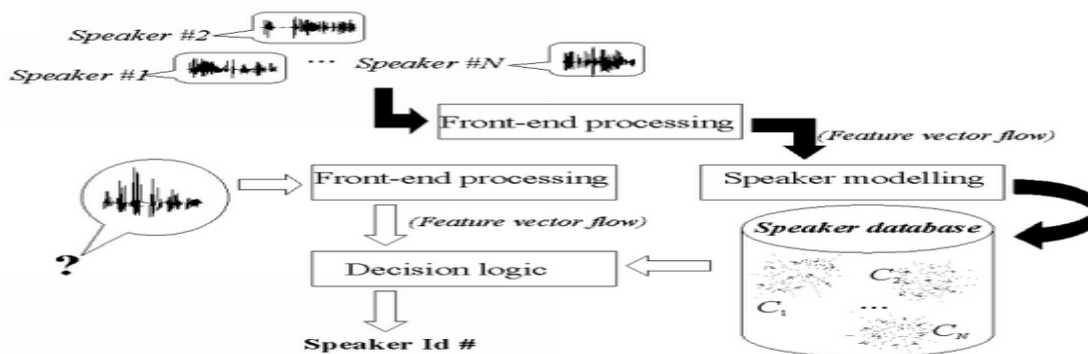 Speaker #2
Speaker #1 ... Speaker #N
Front-end processing
(Feature vector flow)
Front-end processing
Speaker modelling
(Feature vector flow)
Speaker database
?
Decision logic
C1
C2
...
CN
Speaker Id #